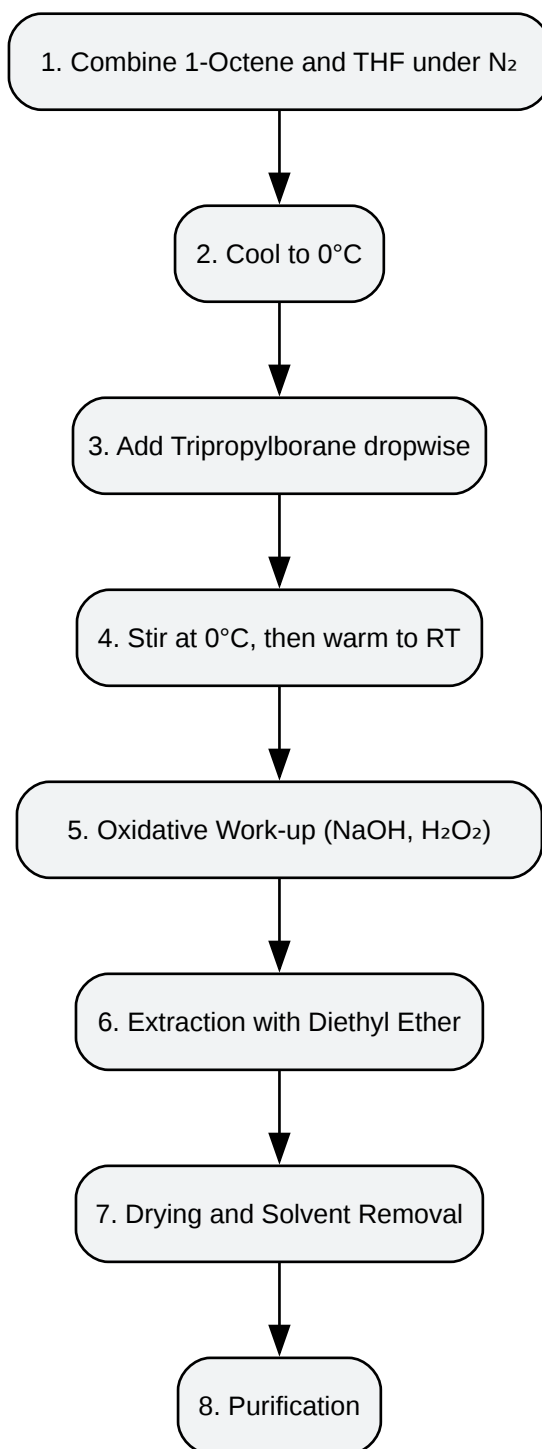 1. Combine 1-Octene and THF under N₂
2. Cool to 0°C
3. Add Tripropylborane dropwise
4. Stir at 0°C, then warm to RT
5. Oxidative Work-up (NaOH, H₂O₂)
6. Extraction with Diethyl Ether
7. Drying and Solvent Removal
8. Purification